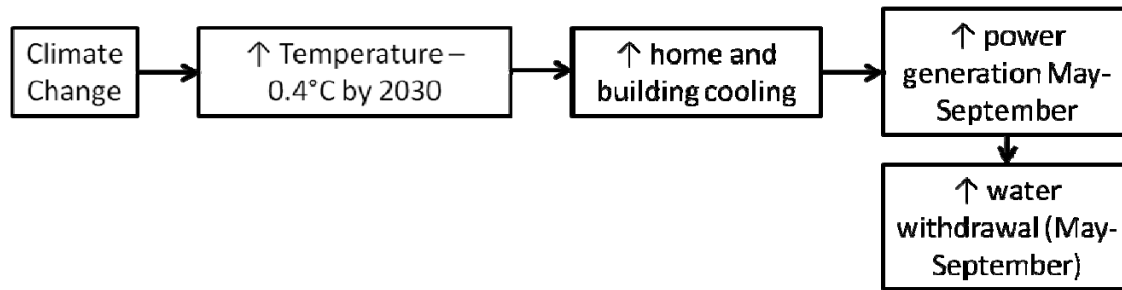 Climate
Change
↑ Temperature –
0.4°C by 2030
↑ home and
building cooling
↑ power
generation May-
September
↑ water
withdrawal (May-
September)